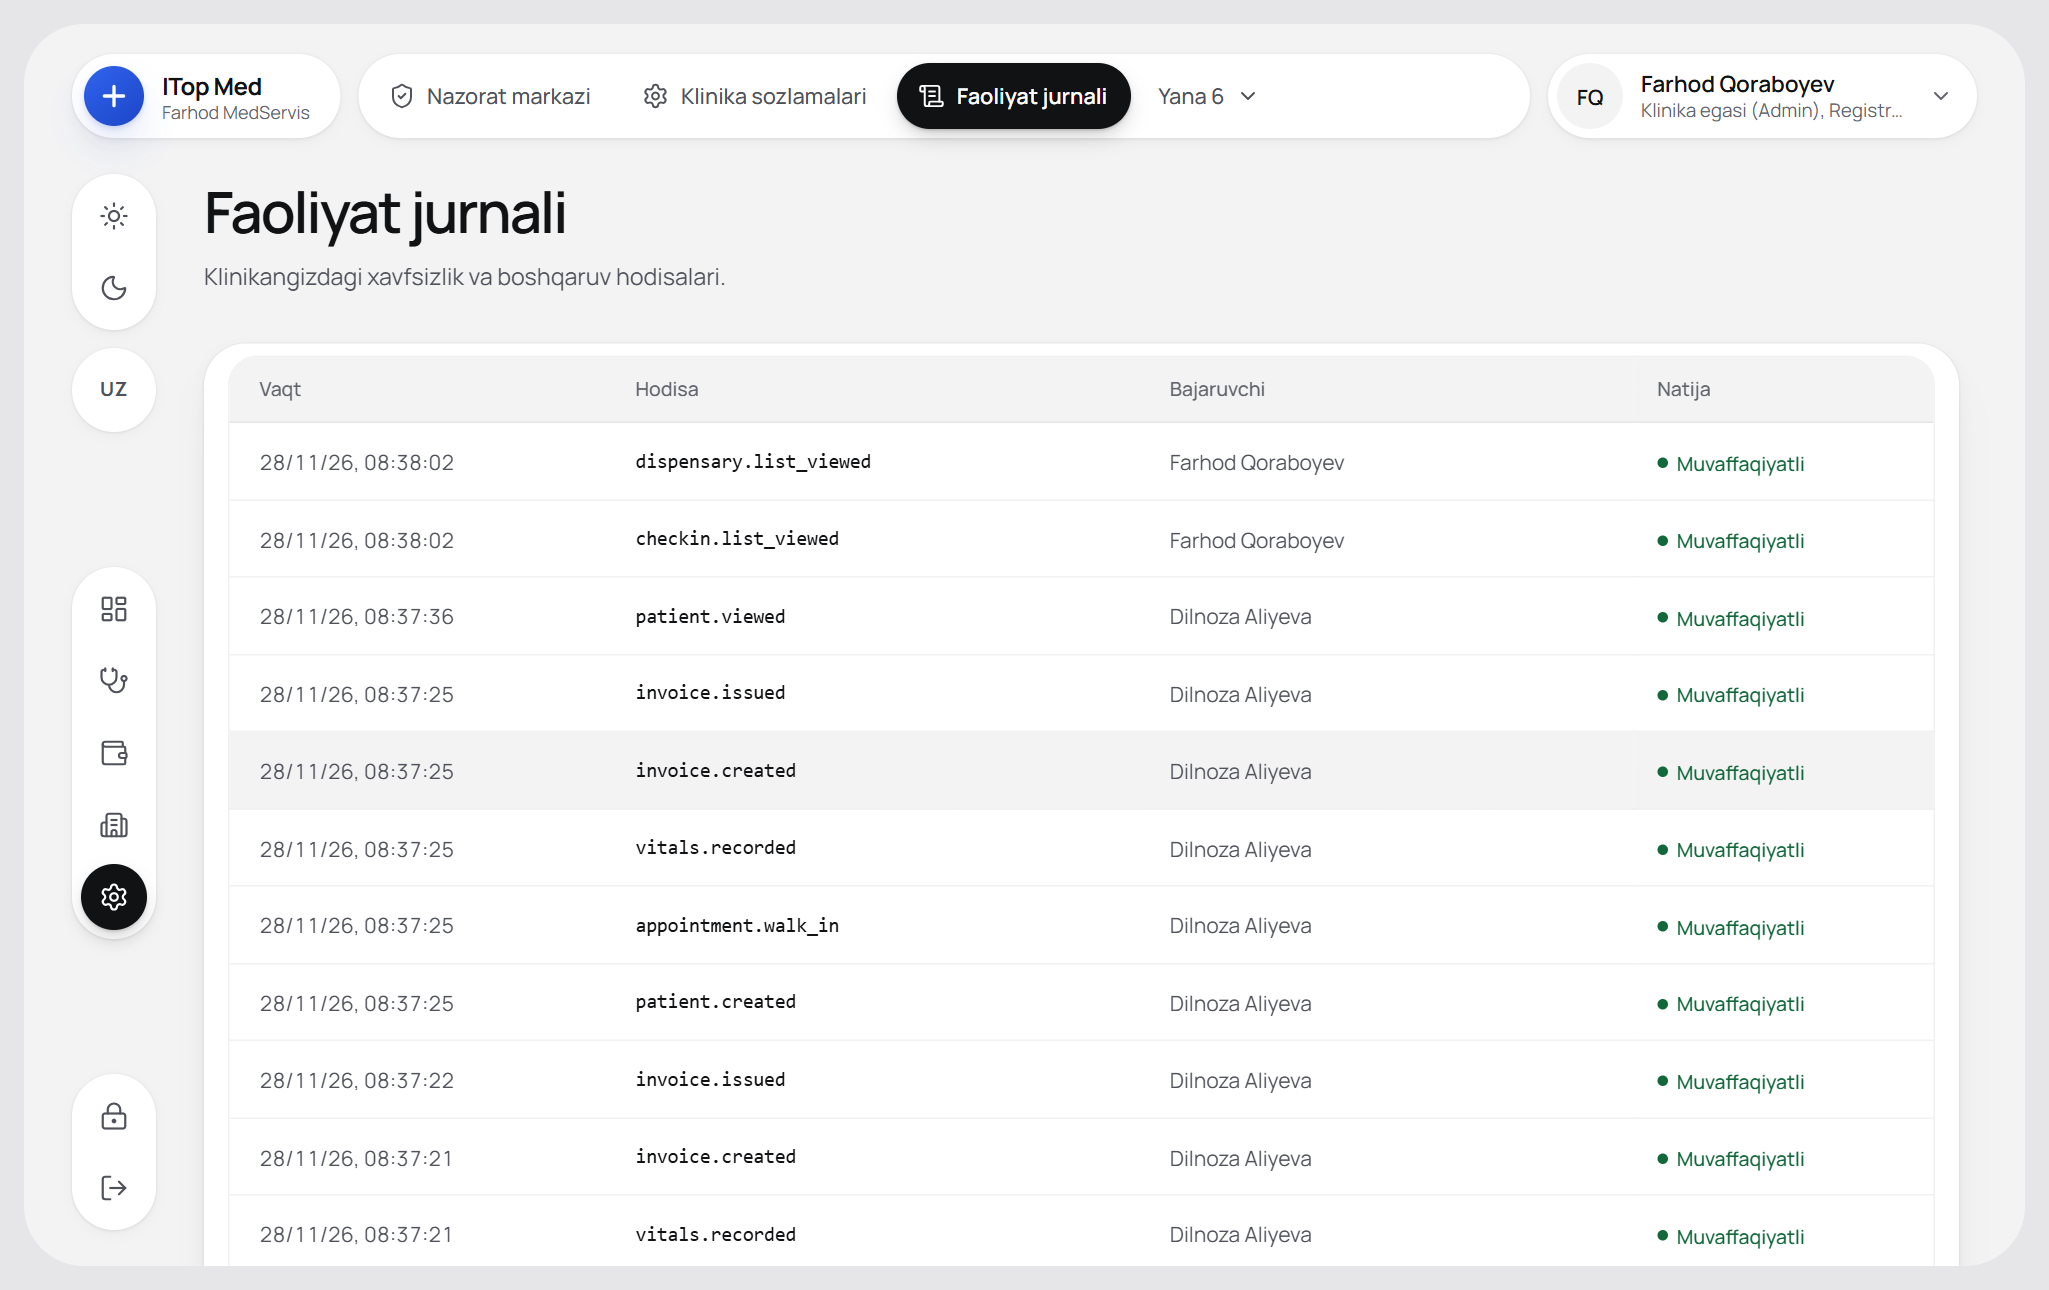 ITop Med
Farhod MedServis
Nazorat markazi
Klinika sozlamalari
Faoliyat jurnali
Yana 6
FQ
Farhod Qoraboyev
Klinika egasi (Admin), Registr...
UZ
Faoliyat jurnali
Klinikangizdagi xavfsizlik va boshqaruv hodisalari.
Vaqt Hodisa Bajaruvchi Natija
28/11/26, 08:38:02 dispensary.list_viewed Farhod Qoraboyev Muvaffaqiyatli
28/11/26, 08:38:02 checkin.list_viewed Farhod Qoraboyev Muvaffaqiyatli
28/11/26, 08:37:36 patient.viewed Dilnoza Aliyeva Muvaffaqiyatli
28/11/26, 08:37:25 invoice.issued Dilnoza Aliyeva Muvaffaqiyatli
28/11/26, 08:37:25 invoice.created Dilnoza Aliyeva Muvaffaqiyatli
28/11/26, 08:37:25 vitals.recorded Dilnoza Aliyeva Muvaffaqiyatli
28/11/26, 08:37:25 appointment.walk_in Dilnoza Aliyeva Muvaffaqiyatli
28/11/26, 08:37:25 patient.created Dilnoza Aliyeva Muvaffaqiyatli
28/11/26, 08:37:22 invoice.issued Dilnoza Aliyeva Muvaffaqiyatli
28/11/26, 08:37:21 invoice.created Dilnoza Aliyeva Muvaffaqiyatli
28/11/26, 08:37:21 vitals.recorded Dilnoza Aliyeva Muvaffaqiyatli